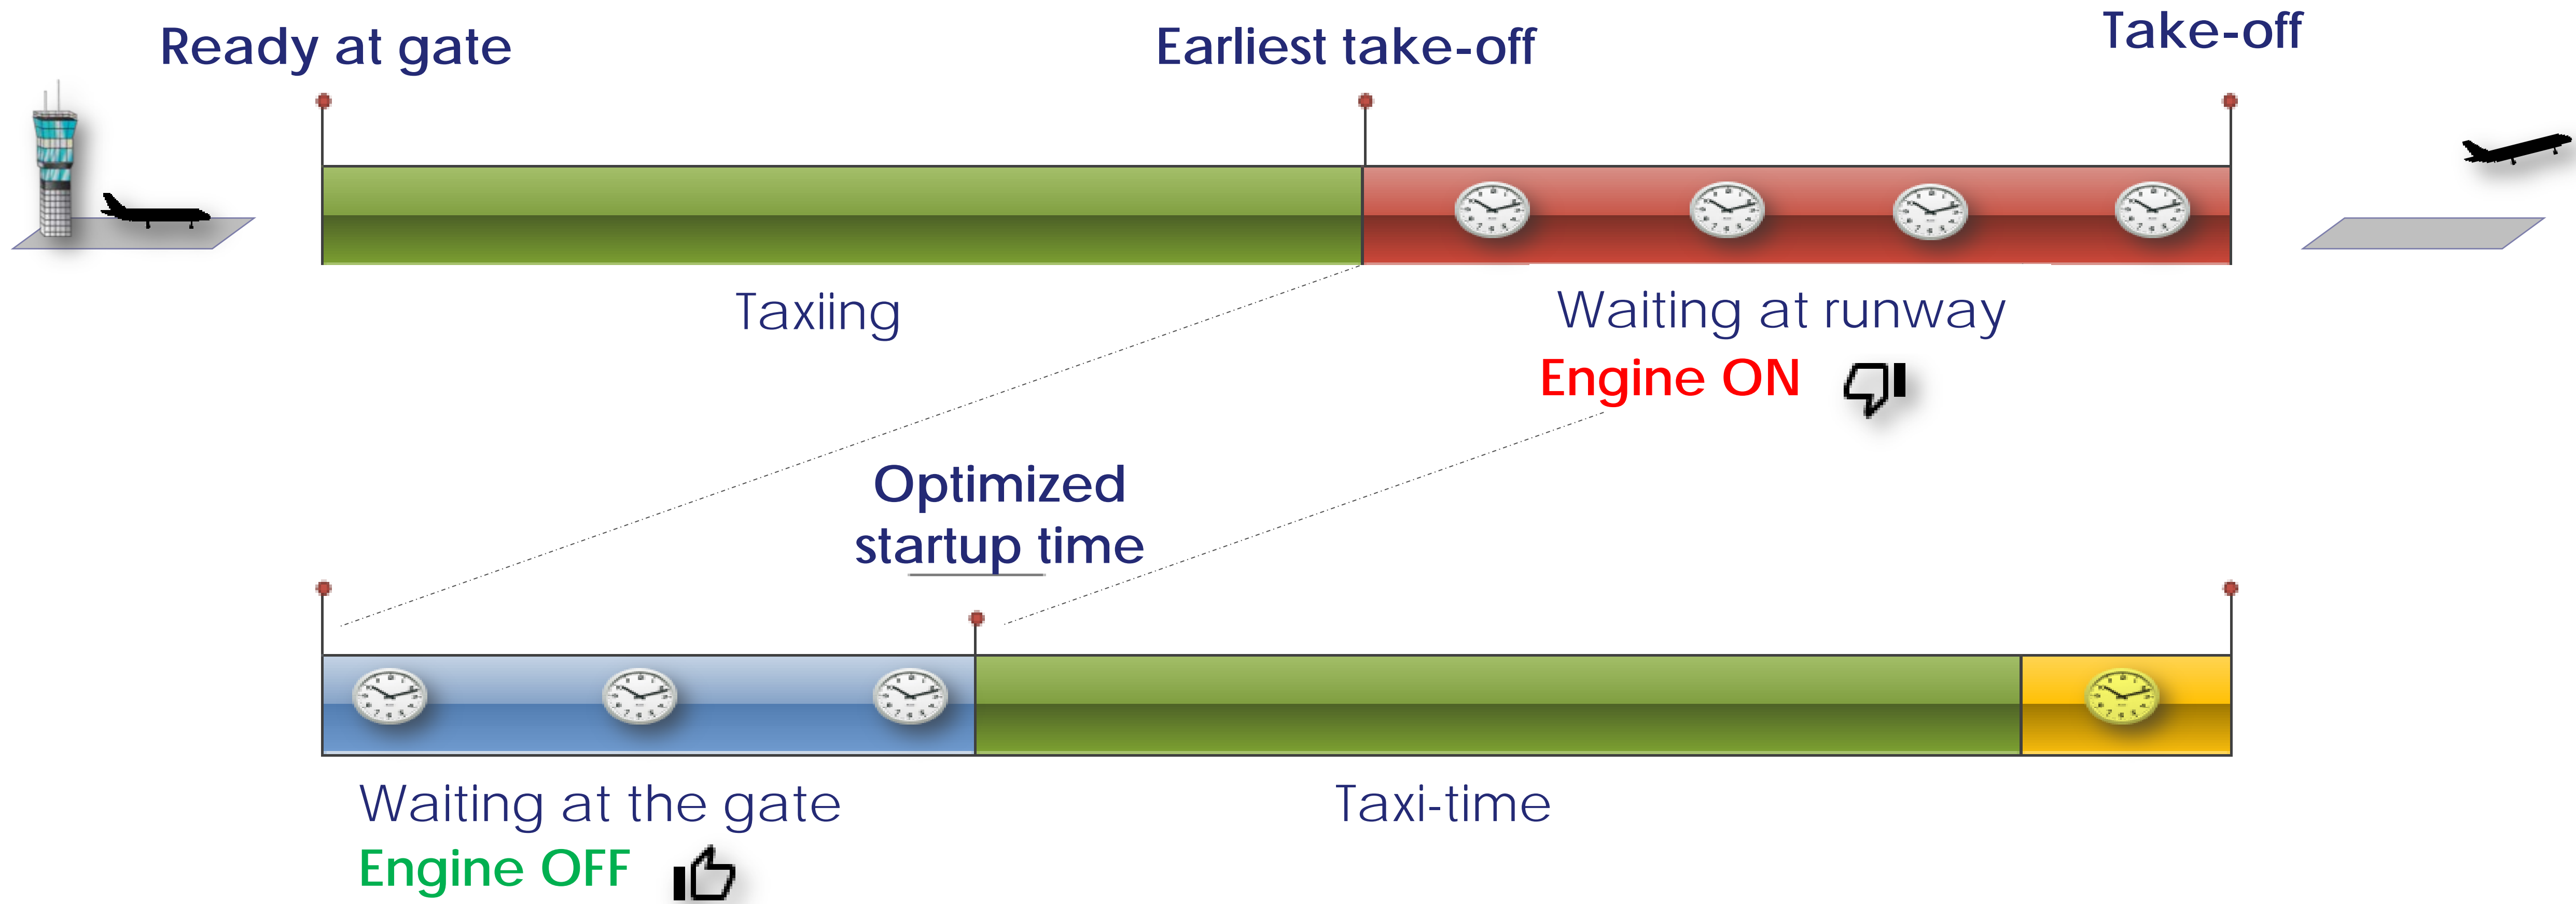 Ready at gate
Earliest take-off
Take-off
Taxiing
Waiting at runway
Engine ON
Optimized
startup time
Waiting at the gate
Engine OFF
Taxi-time